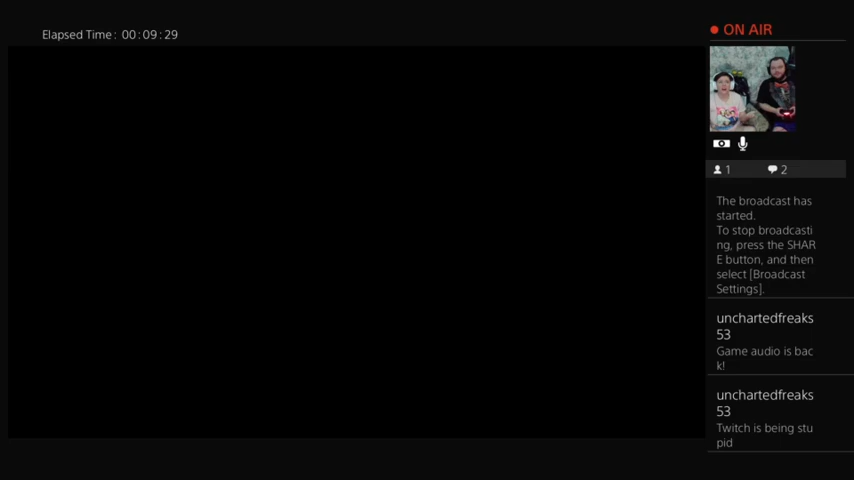 Elapsed Time: 00:09:29
ON AIR
1 2
The broadcast has
started.
To stop broadcasti
ng, press the SHAR
E button, and then
select [Broadcast
Settings].
unchartedfreaks
53
Game audio is bac
k!
unchartedfreaks
53
Twitch is being stu
pid